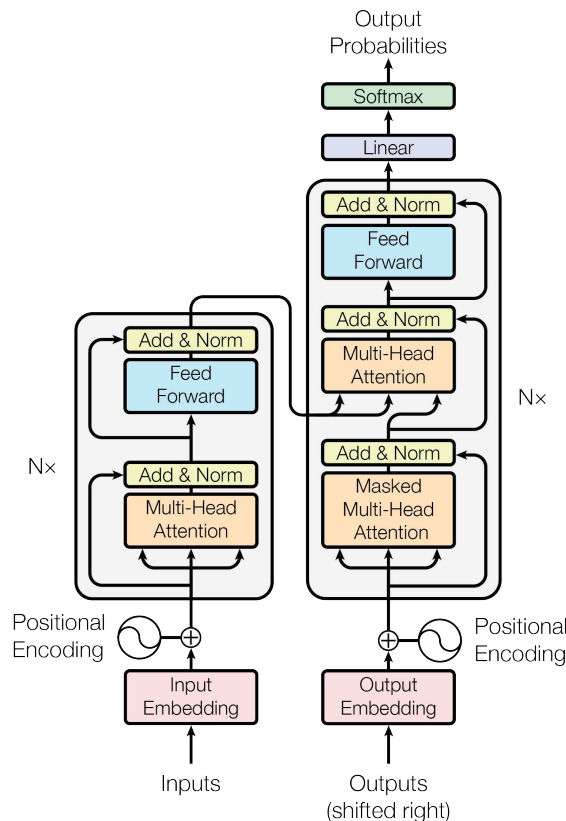 Output
Probabilities
Softmax
Linear
Add & Norm
Feed
Forward
Add & Norm
Multi-Head
Attention
Add & Norm
Masked
Multi-Head
Attention
Nx
Add & Norm
Feed
Forward
Nx
Add & Norm
Multi-Head
Attention
Positional
Encoding
Positional
Encoding
Input
Embedding
Output
Embedding
Inputs
Outputs
(shifted right)